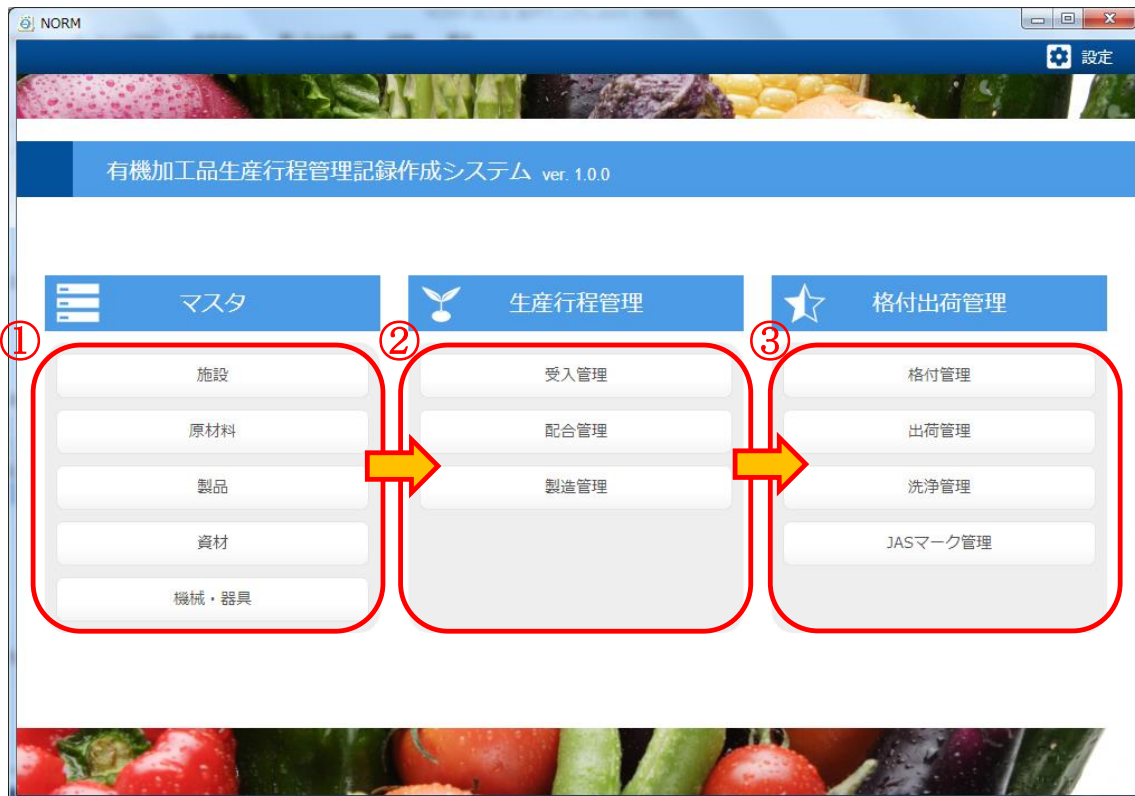 NORM
設定
有機加工品生産行程管理記録作成システム ver. 1.0.0
マスタ
生産行程管理
格付出荷管理
①
②
③
施設
受入管理
格付管理
原材料
配合管理
出荷管理
製品
製造管理
洗浄管理
資材
JASマーク管理
機械・器具